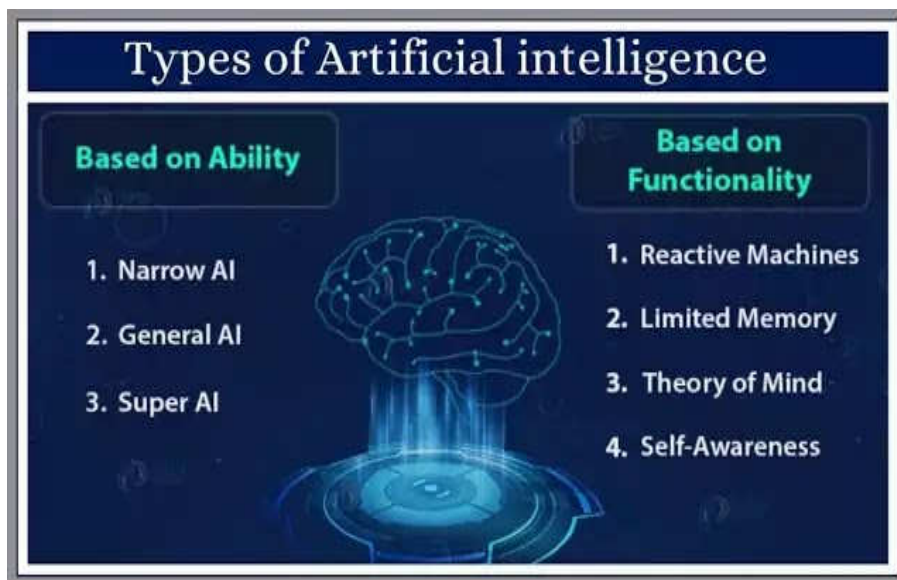 Types of Artificial intelligence
Based on Ability
1. Narrow AI
2. General AI
3. Super AI
Based on
Functionality
1. Reactive Machines
2. Limited Memory
3. Theory of Mind
4. Self-Awareness